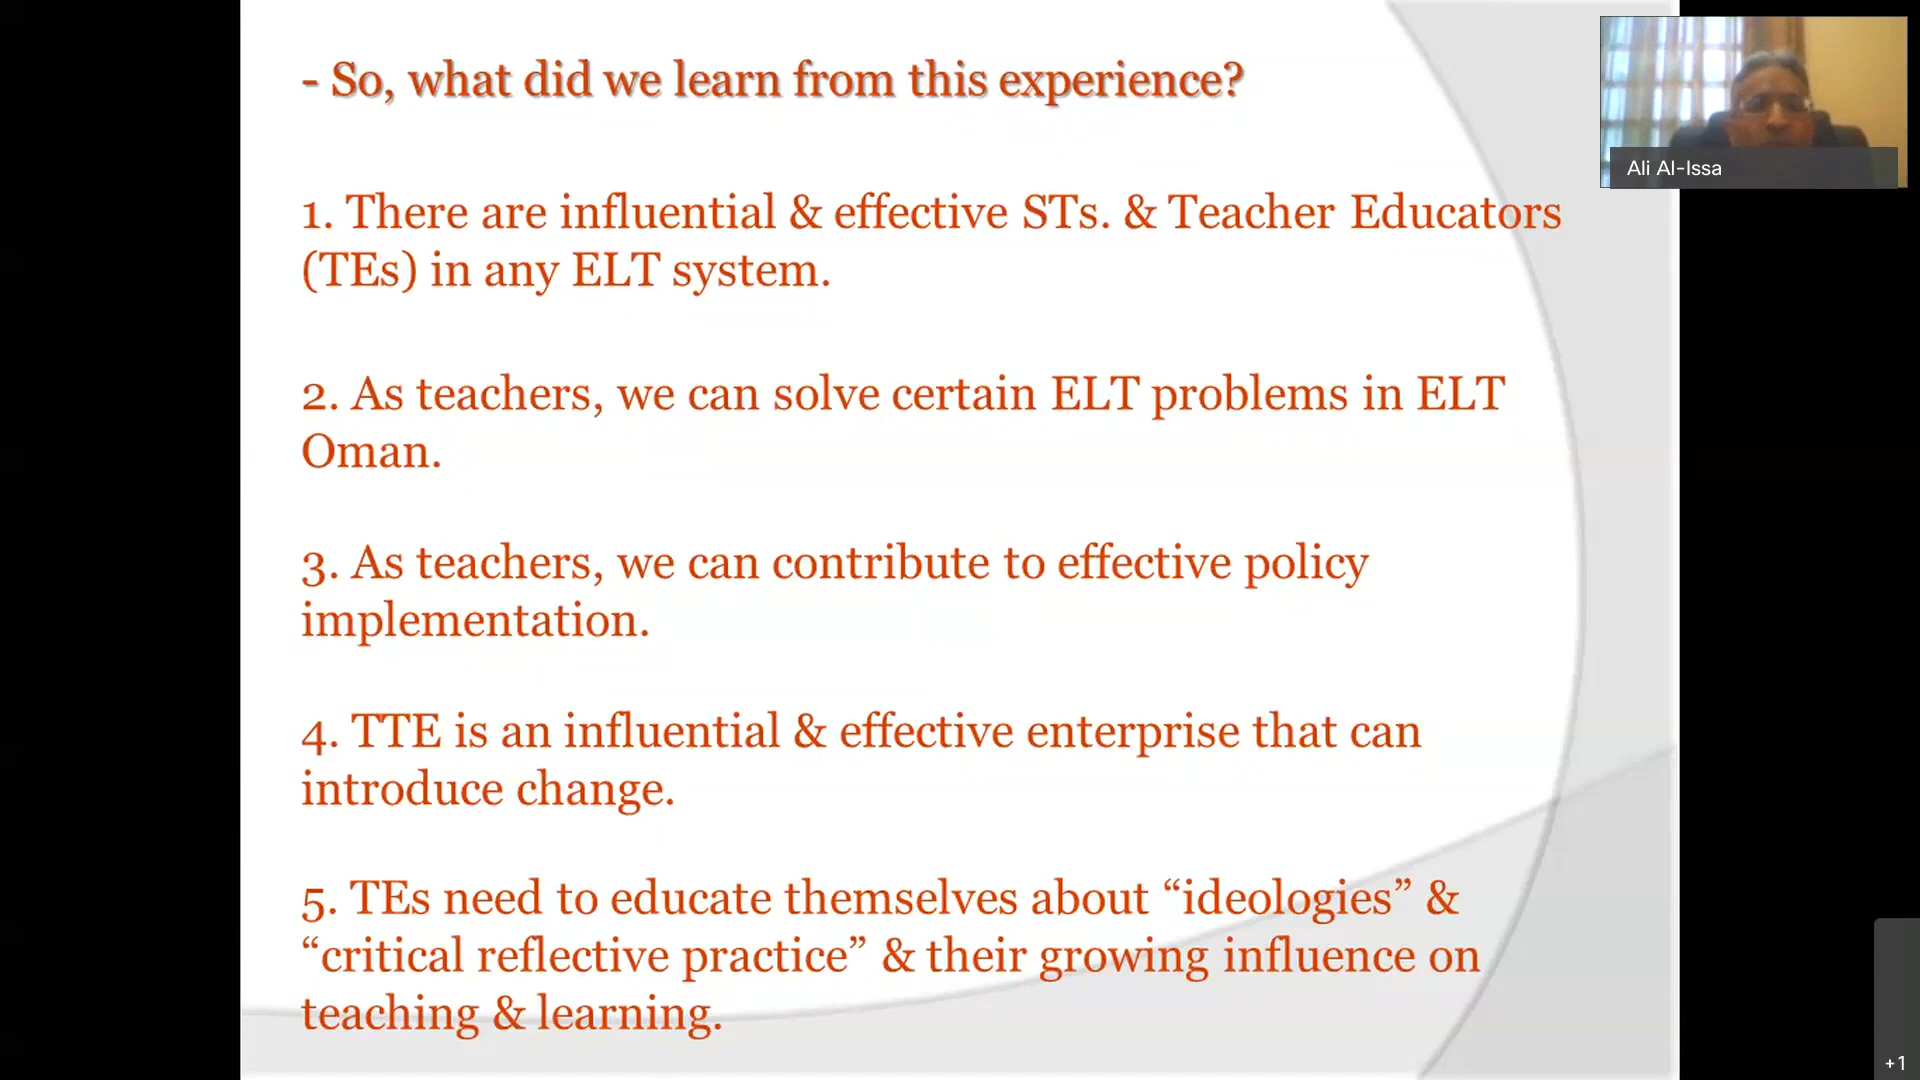 - So, what did we learn from this experience?
Ali Al-Issa
1. There are influential & effective STs. & Teacher Educators
(TEs) in any ELT system.
2. As teachers, we can solve certain ELT problems in ELT
Oman.
3. As teachers, we can contribute to effective policy
implementation.
4. TTE is an influential & effective enterprise that can
introduce change.
5. TEs need to educate themselves about “ideologies” &
“critical reflective practice” & their growing influence on
teaching & learning.
+1